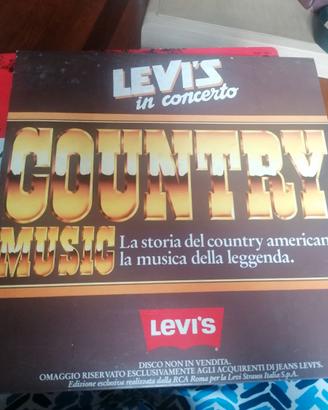 LEVI'S
in concerto
COUNTRY
MUSIC
La storia del country american
la musica della leggenda.
LEVI'S
DISCO NON IN VENDITA.
OMAGGIO RISERVATO ESCLUSIVAMENTE AGLI ACQUIRENTI DI JEANS LEVI'S.
Edizione esclusiva realizzata dalla RCA Roma per la Levi Strauss Italia S.p.A.